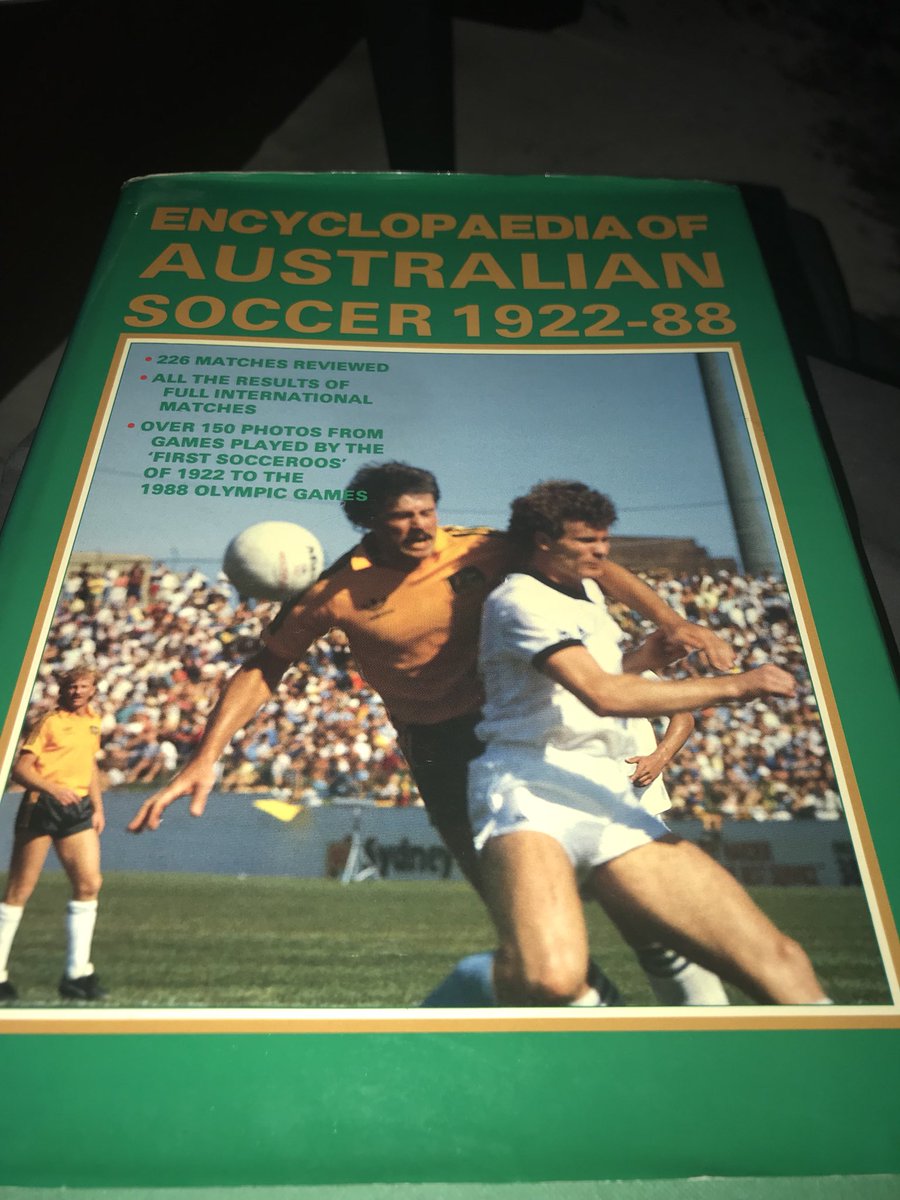 ENCYCLOPAEDIA OF
AUSTRALIAN
SOCCER 1922-88
• 226 MATCHES REVIEWED
• ALL THE RESULTS OF
FULL INTERNATIONAL
MATCHES
• OVER 150 PHOTOS FROM
GAMES PLAYED BY THE
'FIRST SOCCEROOS'
OF 1922 TO THE
1988 OLYMPIC GAMES
Sydney